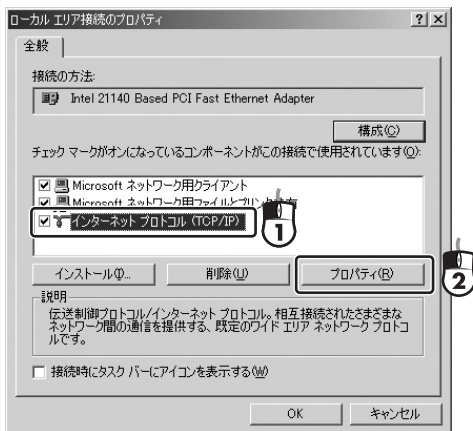 ローカル エリア接続のプロパティ
全般
接続の方法:
Intel 21140 Based PCI Fast Ethernet Adapter
構成(C)
チェック マークがオンになっているコンポーネントがこの接続で使用されています(O):
Microsoft ネットワーク用クライアント
Microsoft ネットワーク用ファイルとプリンタ共有
インターネット プロトコル (TCP/IP)
1
インストール(I)...
削除(U)
プロパティ(R)
2
説明
伝送制御プロトコル/インターネット プロトコル。相互接続されたさまざまな
ネットワーク間の通信を提供する、既定のワイド エリア ネットワーク プロトコ
ルです。
接続時にタスク バーにアイコンを表示する(W)
OK
キャンセル